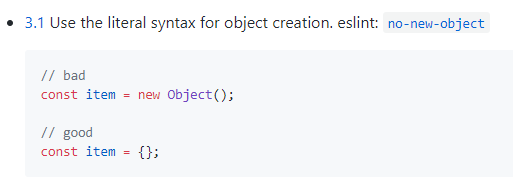 • 3.1 Use the literal syntax for object creation. eslint: no-new-object
// bad
const item = new Object();
// good
const item = {};